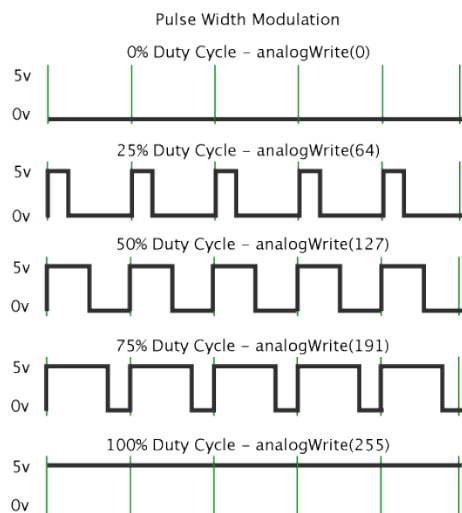 Pulse Width Modulation
0% Duty Cycle – analogWrite(0)
5v
0v
25% Duty Cycle – analogWrite(64)
5v
0v
50% Duty Cycle – analogWrite(127)
5v
0v
75% Duty Cycle – analogWrite(191)
5v
0v
100% Duty Cycle – analogWrite(255)
5v
0v